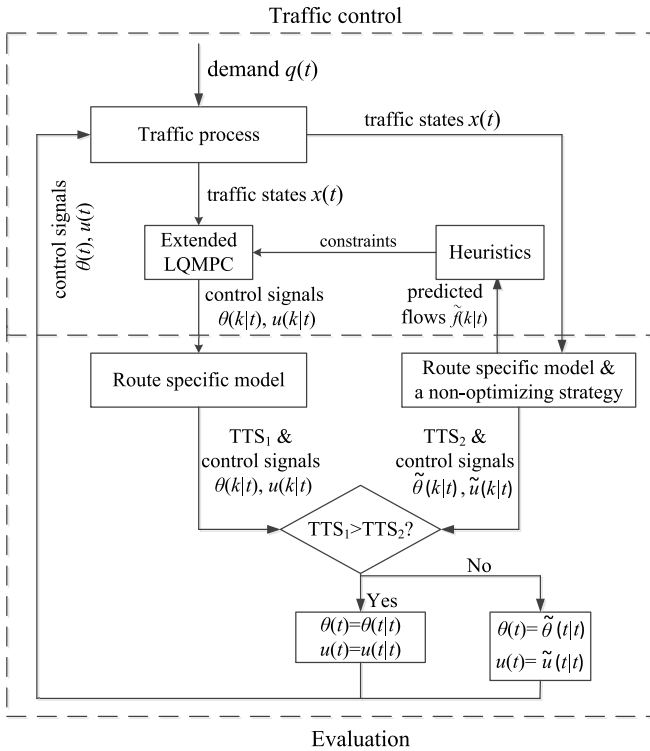 Traffic control
demand q(t)
Traffic process
traffic states x(t)
traffic states x(t)
control signals
θ(t), u(t)
Extended
LQMPC
constraints
Heuristics
control signals
θ(k|t), u(k|t)
predicted
flows f̃(k|t)
Route specific model
Route specific model &
a non-optimizing strategy
TTS₁ &
control signals
θ(k|t), u(k|t)
TTS₂ &
control signals
θ̃(k|t), ũ(k|t)
TTS₁>TTS₂?
No
Yes
θ(t)=θ(t|t)
u(t)=u(t|t)
θ(t)= θ̃(t|t)
u(t)= ũ(t|t)
Evaluation